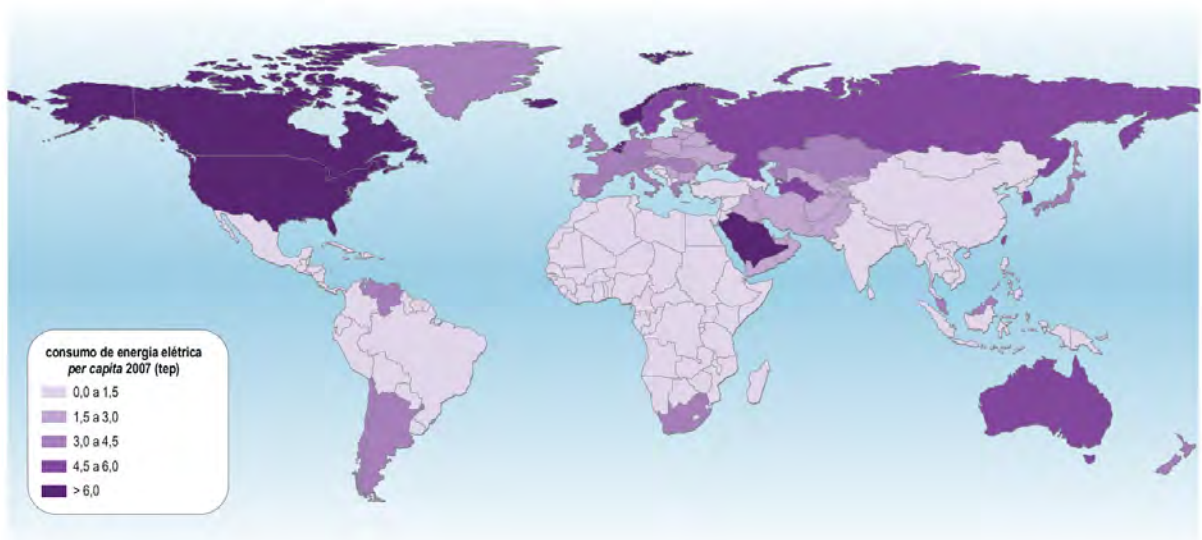 consumo de energia elétrica
per capita 2007 (tep)
0,0 a 1,5
1,5 a 3,0
3,0 a 4,5
4,5 a 6,0
> 6,0